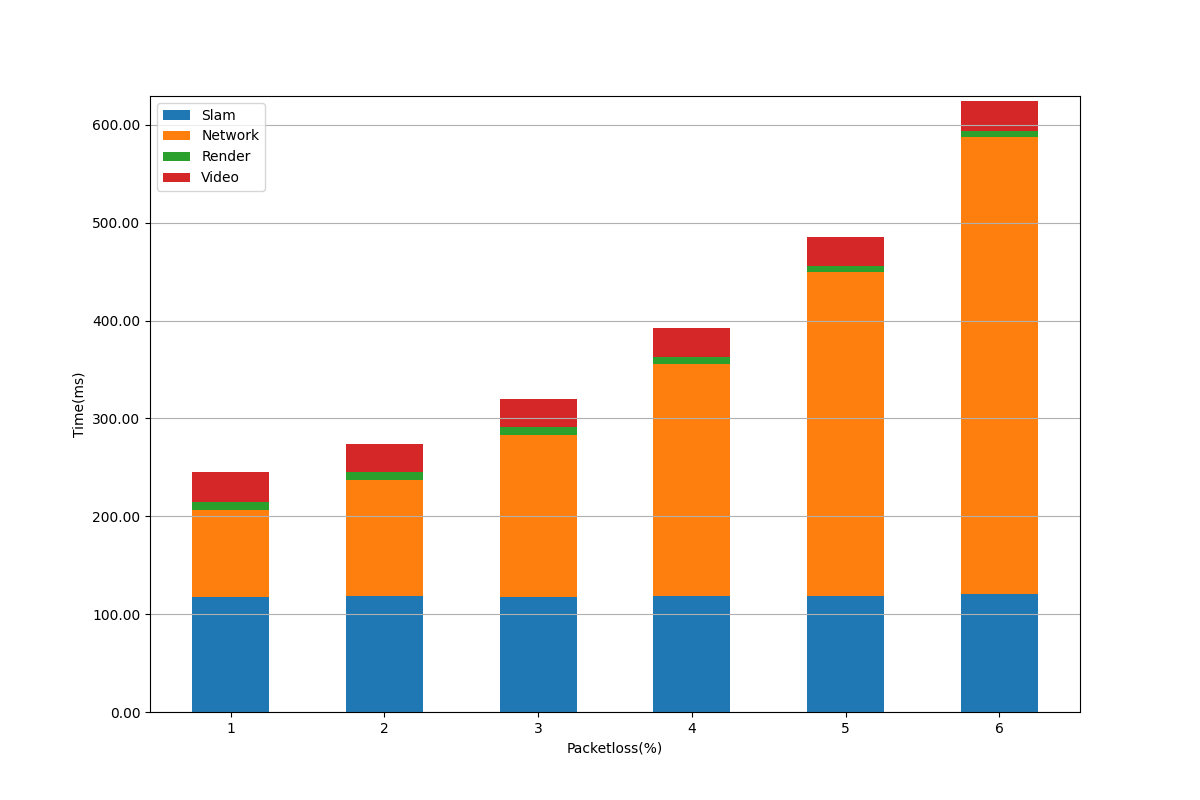 Slam
Network
Render
Video
600.00
500.00
400.00
300.00
200.00
100.00
0.00
Time(ms)
1 2 3 4 5 6
Packetloss(%)